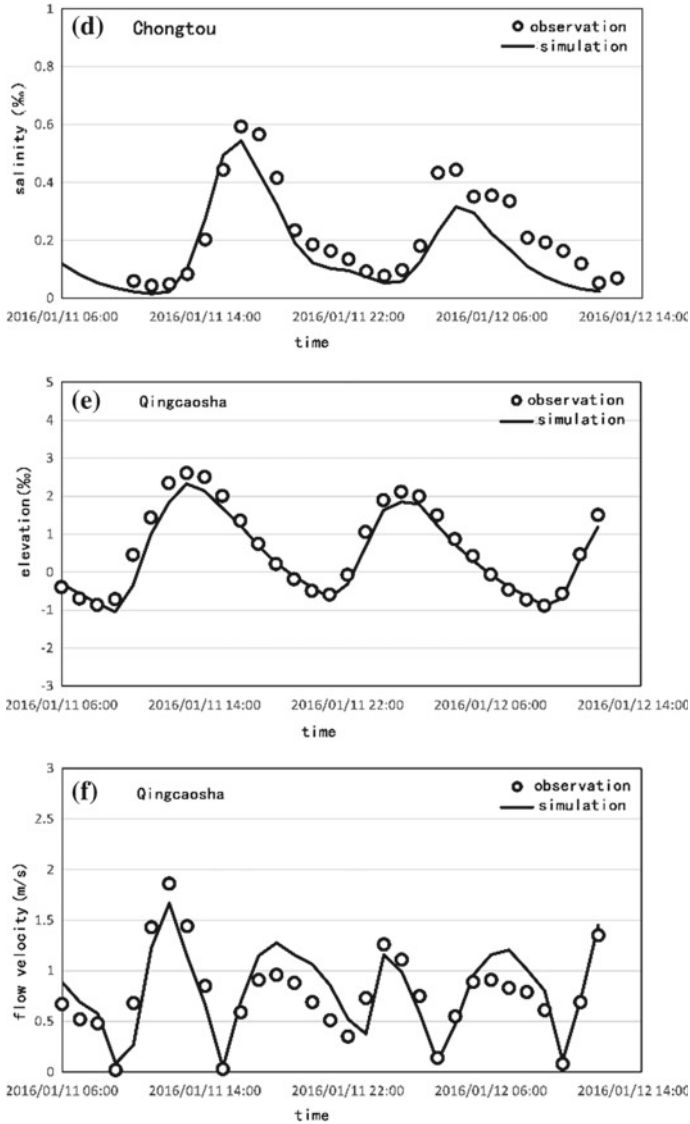 (d) Chongtou
observation
simulation
1
0.8
0.6
0.4
0.2
0
salinity (‰)
2016/01/11 06:00 2016/01/11 14:00 2016/01/11 22:00 2016/01/12 06:00 2016/01/12 14:00
time
(e) Qingcaosha
observation
simulation
5
4
3
2
1
0
-1
-2
-3
elevation(‰)
2016/01/11 06:00 2016/01/11 14:00 2016/01/11 22:00 2016/01/12 06:00 2016/01/12 14:00
time
(f) Qingcaosha
observation
simulation
3
2.5
2
1.5
1
0.5
0
flow velocity(m/s)
2016/01/11 06:00 2016/01/11 14:00 2016/01/11 22:00 2016/01/12 06:00 2016/01/12 14:00
time